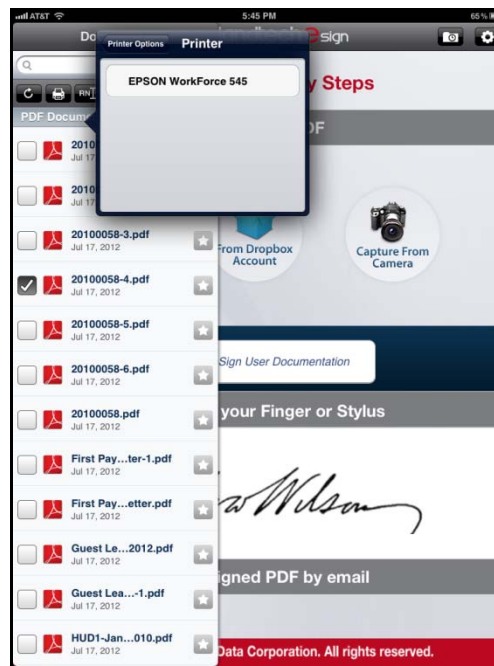 AT&T 5:45 PM 65%
Do
sign
Printer Options Printer
EPSON WorkForce 545
y Steps
PDF Docum
DF
2010
Jul 17
2010
Jul 17
20100058-3.pdf
Jul 17, 2012
From Dropbox
Account
Capture From
Camera
20100058-4.pdf
Jul 17, 2012
20100058-5.pdf
Jul 17, 2012
20100058-6.pdf
Jul 17, 2012
Sign User Documentation
20100058.pdf
Jul 17, 2012
your Finger or Stylus
First Pay...ter-1.pdf
Jul 17, 2012
First Pay...etter.pdf
Jul 17, 2012
Wilson
Guest Le...2012.pdf
Jul 17, 2012
igned PDF by email
Guest Lea...-1.pdf
Jul 17, 2012
HUD1-Jan...010.pdf
Jul 17, 2012
Data Corporation. All rights reserved.